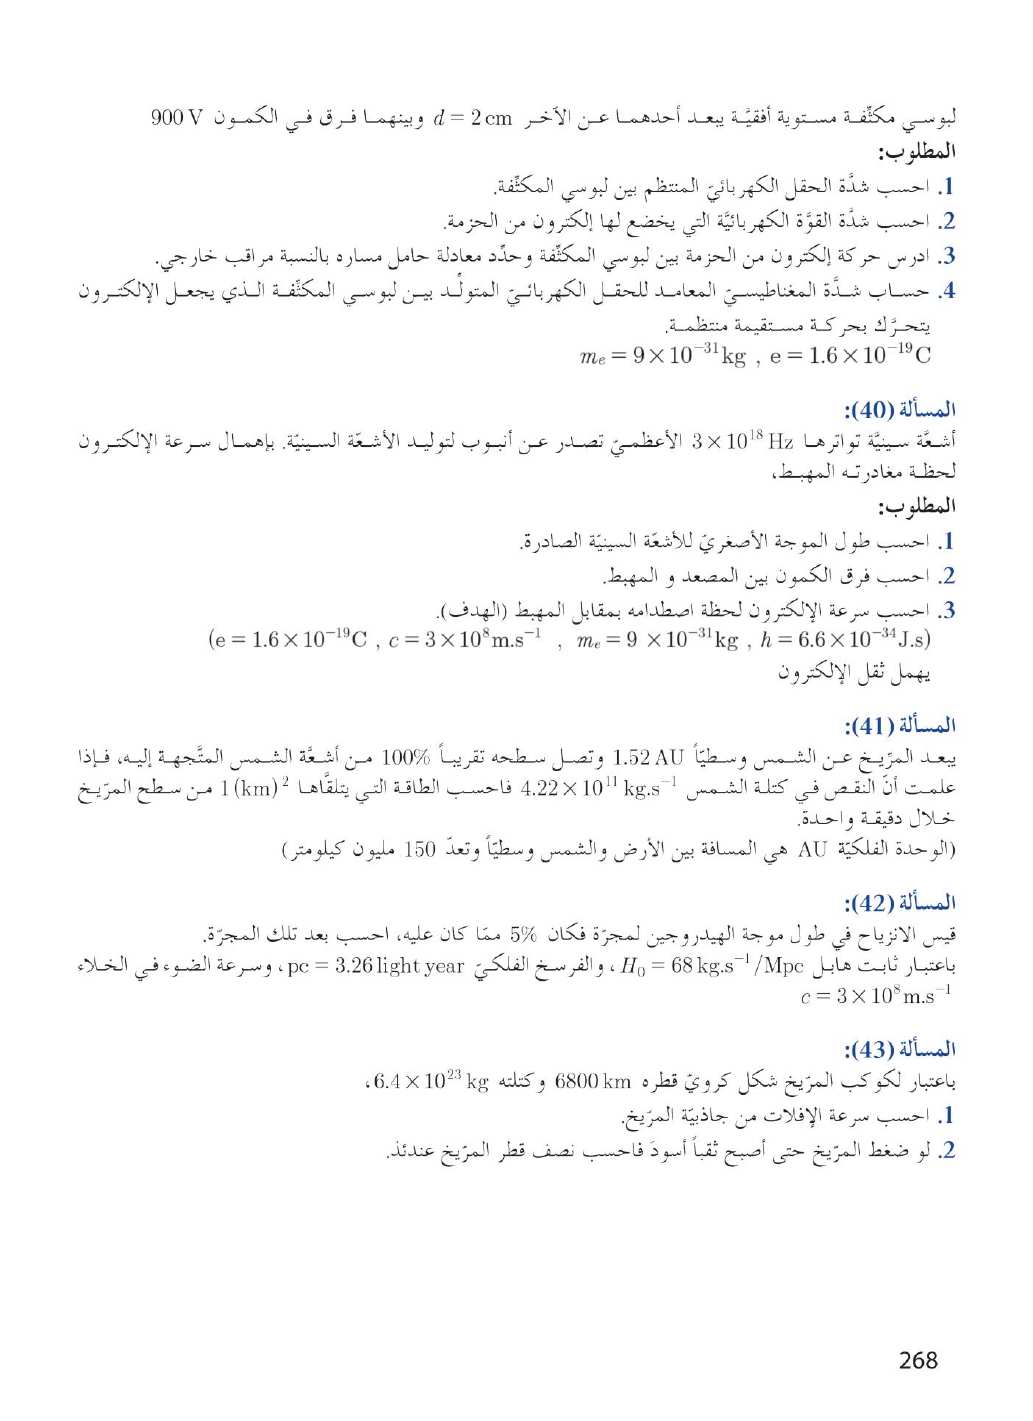 لبوسي مكثِّفة مستوية أفقيَّة يبعد أحدهما عن الآخر d = 2 cm وبينهما فرق في الكمون 900 V
المطلوب:
1. احسب شدَّة الحقل الكهربائيّ المنتظم بين لبوسي المكثِّفة.
2. احسب شدَّة القوَّة الكهربائيَّة التي يخضع لها إلكترون من الحزمة.
3. ادرس حركة إلكترون من الحزمة بين لبوسي المكثِّفة وحدِّد معادلة حامل مساره بالنسبة مراقب خارجي.
4. حساب شدَّة المغناطيسيّ المعامد للحقل الكهربائيّ المتولِّد بين لبوسي المكثِّفة الذي يجعل الإلكترون
يتحرَّك بحركة مستقيمة منتظمة.
mₑ = 9 × 10⁻³¹ kg , e = 1.6 × 10⁻¹⁹ C
المسألة (40):
أشعَّة سينيَّة تواترها 3 × 10¹⁸ Hz الأعظميّ تصدر عن أنبوب لتوليد الأشعّة السينيّة. بإهمال سرعة الإلكترون
لحظة مغادرته المهبط،
المطلوب:
1. احسب طول الموجة الأصغريّ للأشعّة السينيّة الصادرة.
2. احسب فرق الكمون بين المصعد و المهبط.
3. احسب سرعة الإلكترون لحظة اصطدامه بمقابل المهبط (الهدف).
(e = 1.6 × 10⁻¹⁹ C , c = 3 × 10⁸ m.s⁻¹ , mₑ = 9 × 10⁻³¹ kg , h = 6.6 × 10⁻³⁴ J.s)
يهمل ثقل الإلكترون
المسألة (41):
يبعد المرّيخ عن الشمس وسطيّاً 1.52 AU وتصل سطحه تقريباً 100% من أشعَّة الشمس المتَّجهة إليه، فإذا
علمت أنّ النقص في كتلة الشمس 4.22 × 10¹¹ kg.s⁻¹ فاحسب الطاقة التي يتلقّاها 1 (km)² من سطح المرّيخ
خلال دقيقة واحدة.
(الوحدة الفلكيّة AU هي المسافة بين الأرض والشمس وسطيّاً وتعدّ 150 مليون كيلومتر)
المسألة (42):
قيس الانزياح في طول موجة الهيدروجين لمجرّة فكان 5% ممّا كان عليه، احسب بعد تلك المجرّة.
باعتبار ثابت هابل H₀ = 68 kg.s⁻¹/Mpc ، والفرسخ الفلكيّ pc = 3.26 light year ، وسرعة الضوء في الخلاء
c = 3 × 10⁸ m.s⁻¹
المسألة (43):
باعتبار لكوكب المرّيخ شكل كرويّ قطره 6800 km وكتلته 6.4 × 10²³ kg،
1. احسب سرعة الإفلات من جاذبيّة المرّيخ.
2. لو ضغط المرّيخ حتى أصبح ثقباً أسودَ فاحسب نصف قطر المرّيخ عندئذ.
268